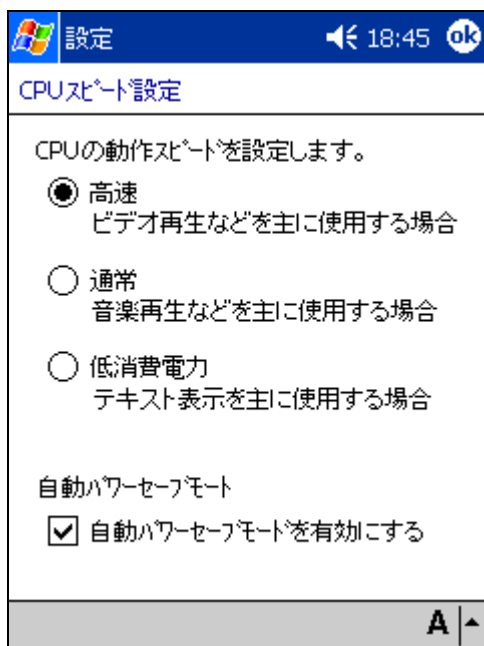 設定 18:45 ok
CPUｽﾋﾟｰﾄﾞ設定
CPUの動作ｽﾋﾟｰﾄﾞを設定します。
高速
ビデオ再生などを主に使用する場合
通常
音楽再生などを主に使用する場合
低消費電力
テキスト表示を主に使用する場合
自動ﾊﾟﾜｰｾｰﾌﾞﾓｰﾄﾞ
自動ﾊﾟﾜｰｾｰﾌﾞﾓｰﾄﾞを有効にする
A